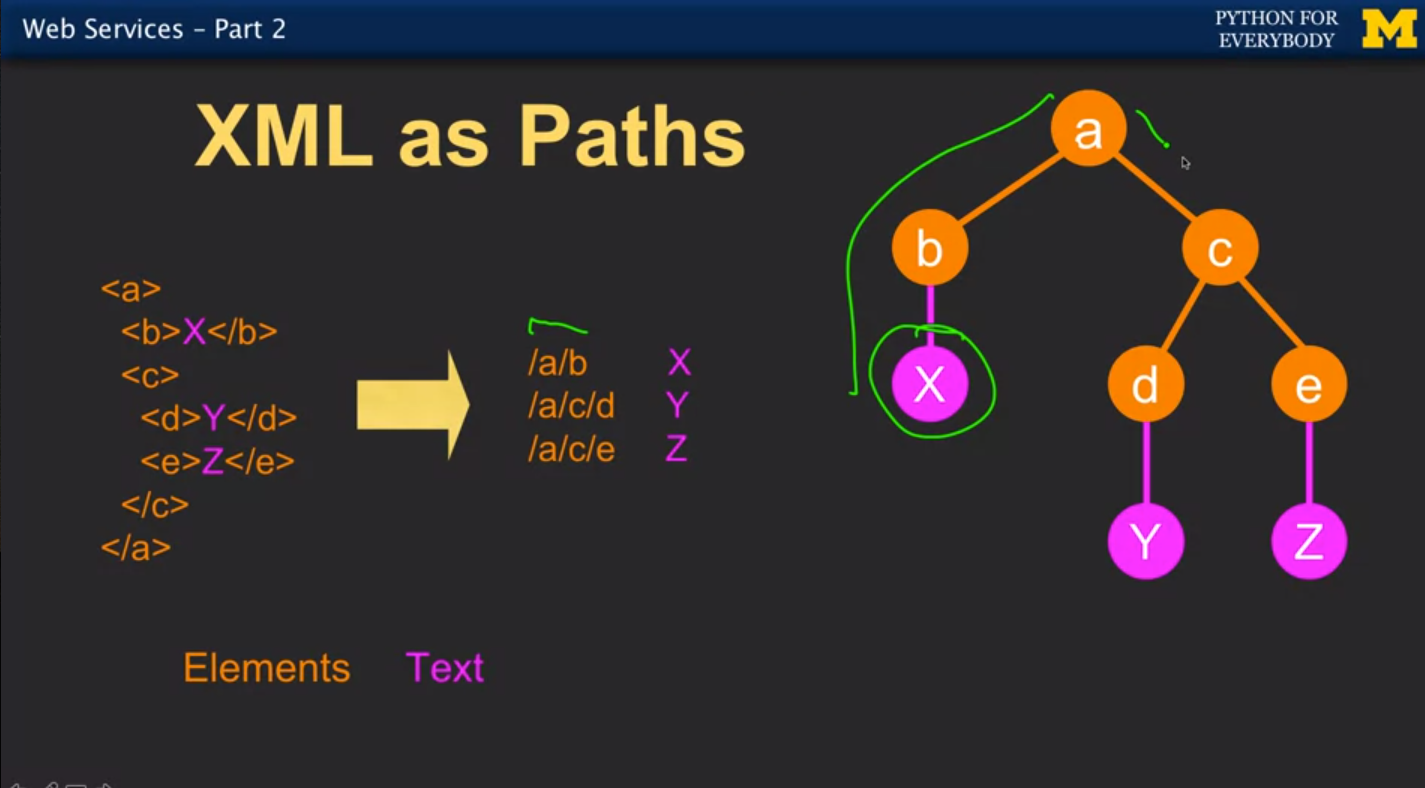 Web Services – Part 2
PYTHON FOR
EVERYBODY
M
XML as Paths
<a>
<b>X</b>
<c>
<d>Y</d>
<e>Z</e>
</c>
</a>
/a/b X
/a/c/d Y
/a/c/e Z
a
b
c
X
d
e
Y
Z
Elements Text